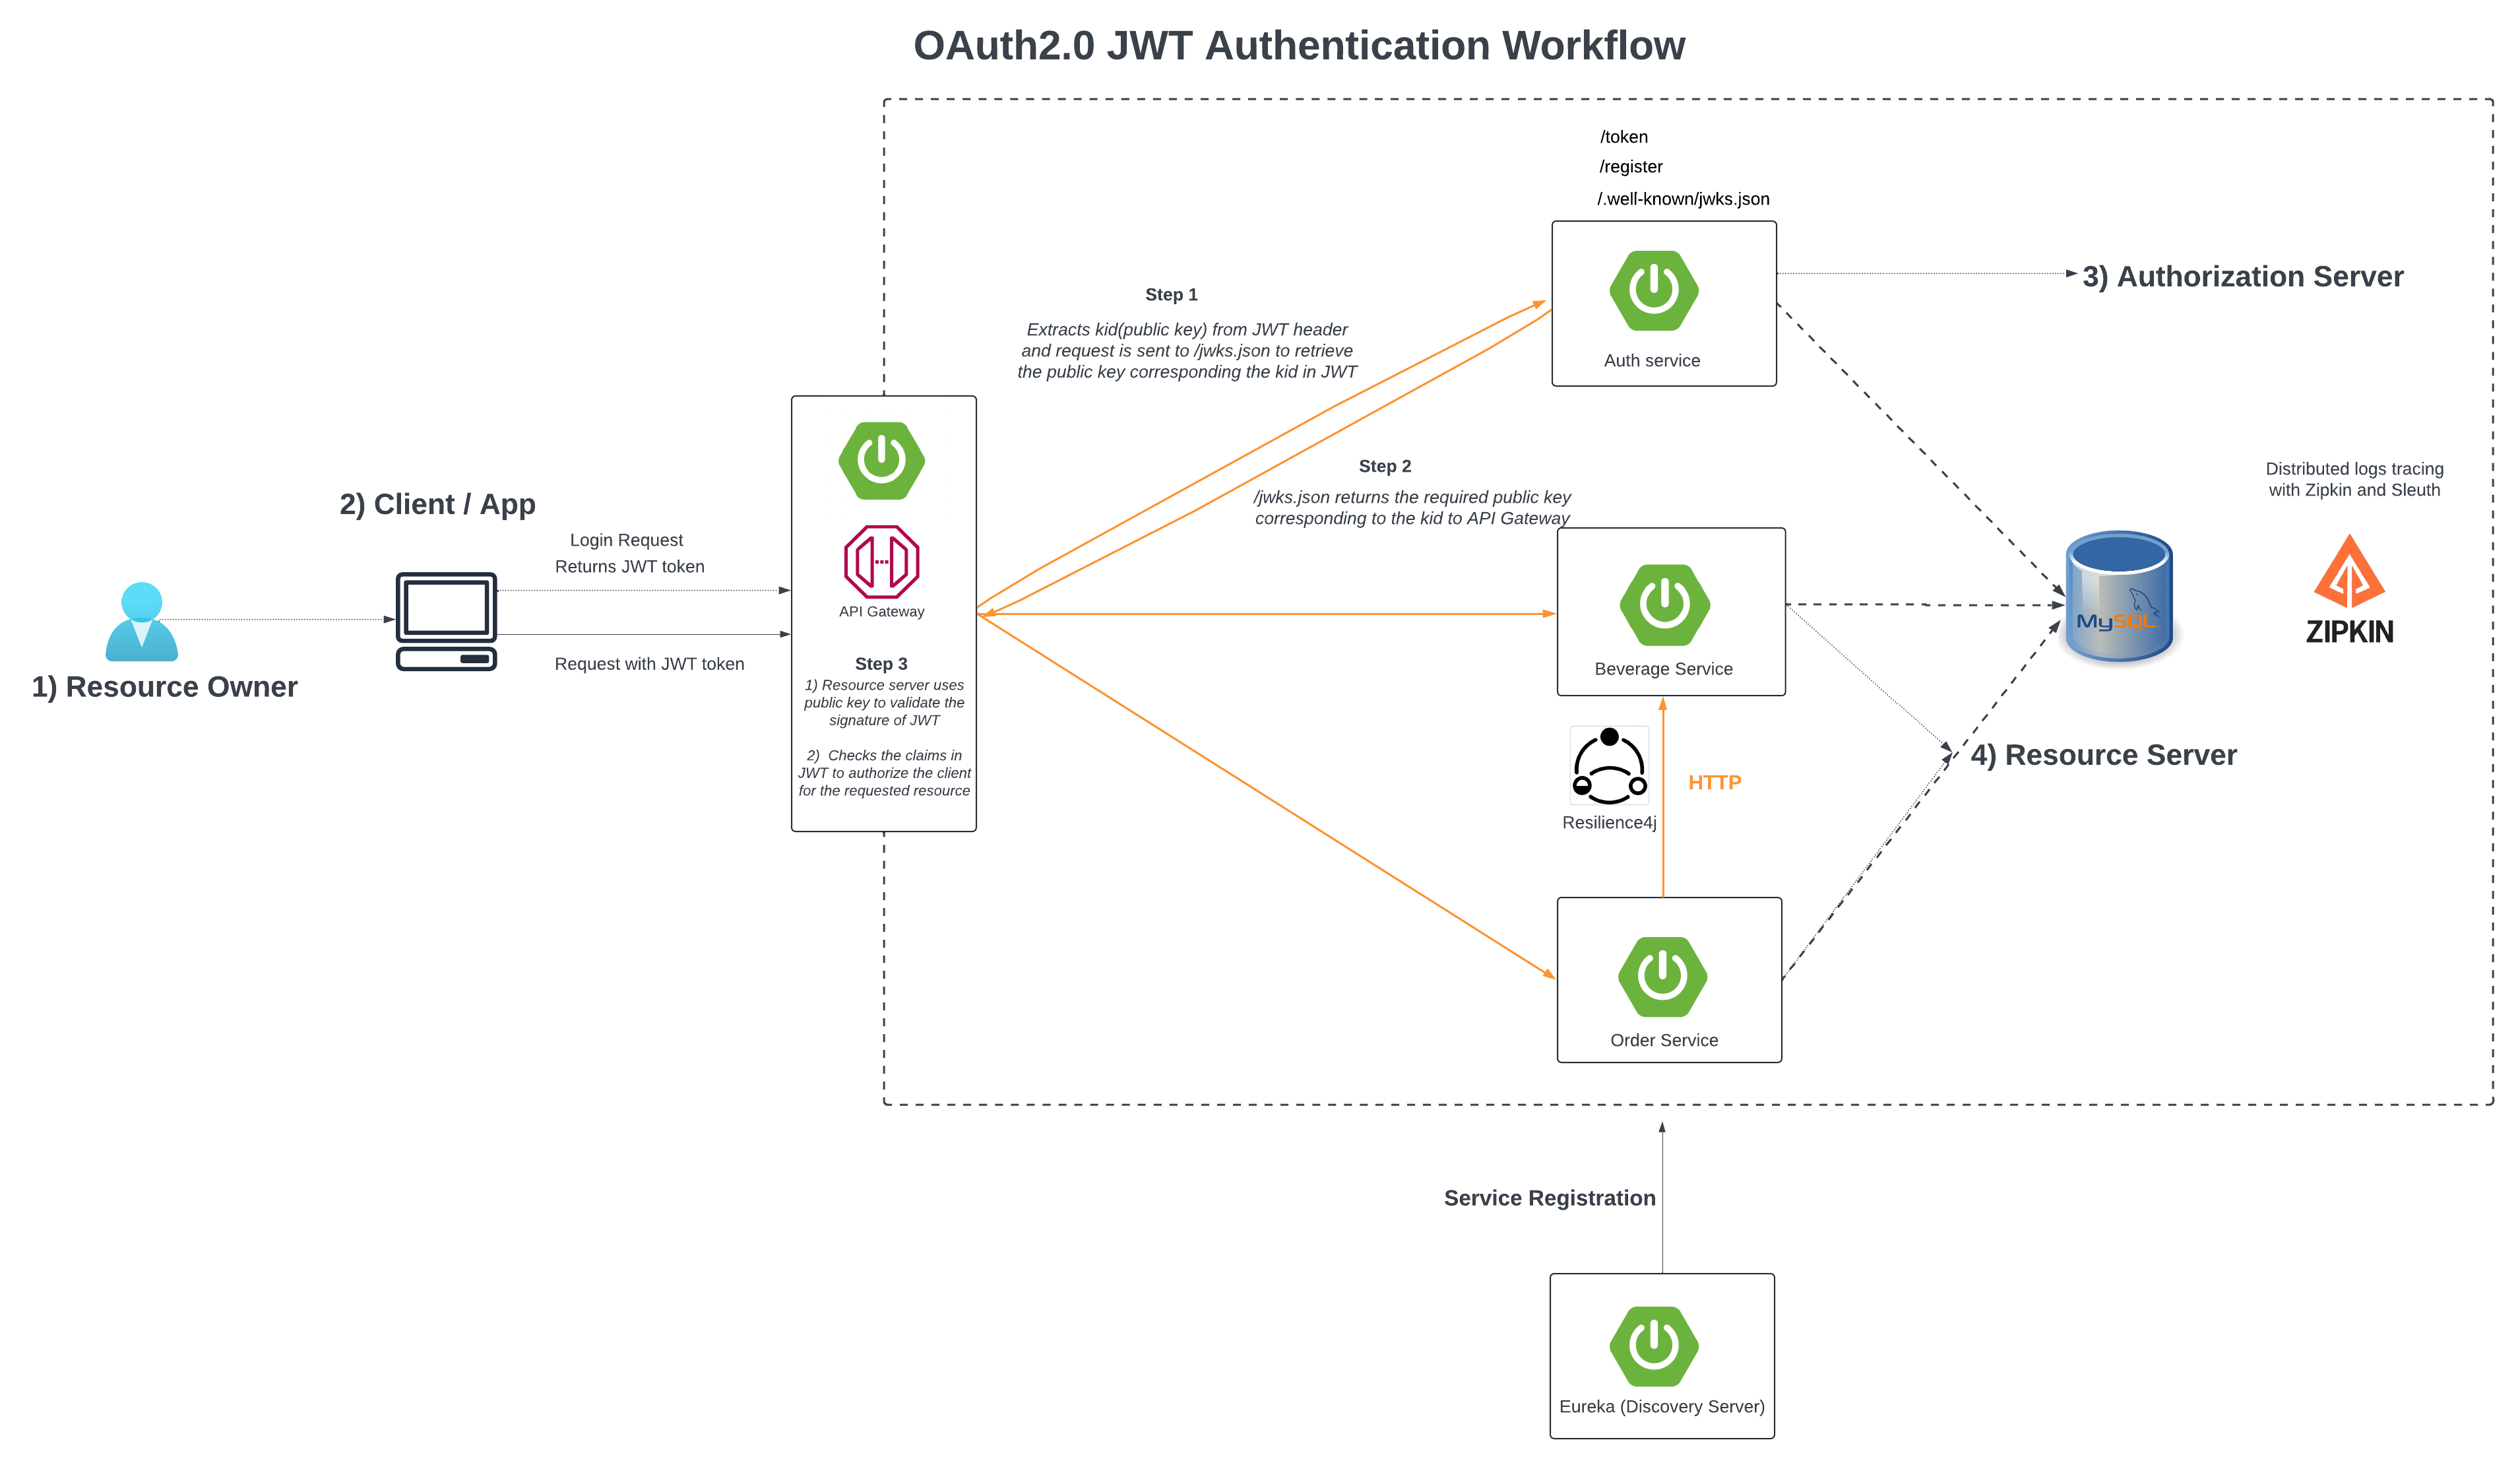 OAuth2.0 JWT Authentication Workflow
/token
/register
/.well-known/jwks.json
Auth service
3) Authorization Server
Step 1
Extracts kid(public key) from JWT header
and request is sent to /jwks.json to retrieve
the public key corresponding the kid in JWT
Step 2
/jwks.json returns the required public key
corresponding to the kid to API Gateway
Distributed logs tracing
with Zipkin and Sleuth
ZIPKIN
MySQL
2) Client / App
Login Request
Returns JWT token
Request with JWT token
1) Resource Owner
API Gateway
Step 3
1) Resource server uses
public key to validate the
signature of JWT
2) Checks the claims in
JWT to authorize the client
for the requested resource
Beverage Service
4) Resource Server
HTTP
Resilience4j
Order Service
Service Registration
Eureka (Discovery Server)